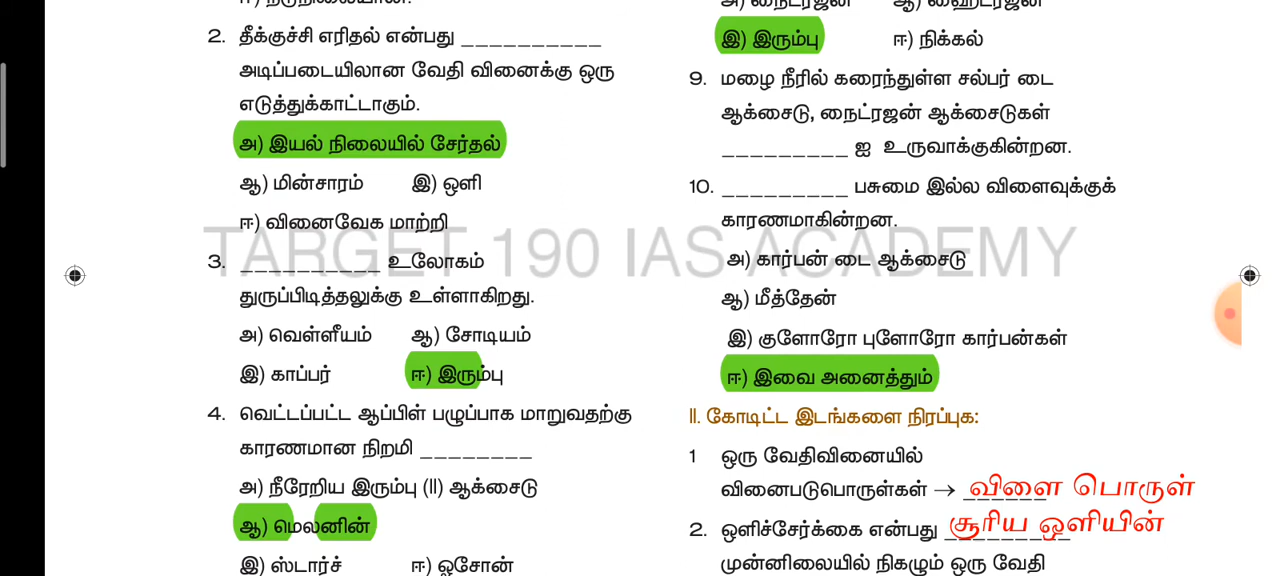 2. தீக்குச்சி எரிதல் என்பது __________
அடிப்படையிலான வேதி வினைக்கு ஒரு
எடுத்துக்காட்டாகும்.
அ) இயல் நிலையில் சேர்தல்
ஆ) மின்சாரம் இ) ஒளி
ஈ) வினைவேக மாற்றி
3. __________ உலோகம்
துருப்பிடித்தலுக்கு உள்ளாகிறது.
அ) வெள்ளீயம் ஆ) சோடியம்
இ) காப்பர் ஈ) இரும்பு
4. வெட்டப்பட்ட ஆப்பிள் பழுப்பாக மாறுவதற்கு
காரணமான நிறமி ________
அ) நீரேறிய இரும்பு (II) ஆக்சைடு
ஆ) மெலனின்
இ) ஸ்டார்ச் ஈ) ஓசோன்
அ) நைட்ரஜன் ஆ) ஹைட்ரஜன்
இ) இரும்பு ஈ) நிக்கல்
9. மழை நீரில் கரைந்துள்ள சல்பர் டை
ஆக்சைடு, நைட்ரஜன் ஆக்சைடுகள்
_________ ஐ உருவாக்குகின்றன.
10. _________ பசுமை இல்ல விளைவுக்குக்
காரணமாகின்றன.
அ) கார்பன் டை ஆக்சைடு
ஆ) மீத்தேன்
இ) குளோரோ புளோரோ கார்பன்கள்
ஈ) இவை அனைத்தும்
II. கோடிட்ட இடங்களை நிரப்புக:
1 ஒரு வேதிவினையில்
வினைபடுபொருள்கள் → விளை பொருள்
2. ஒளிச்சேர்க்கை என்பது சூரிய ஒளியின்
முன்னிலையில் நிகழும் ஒரு வேதி
TARGET 190 IAS ACADEMY